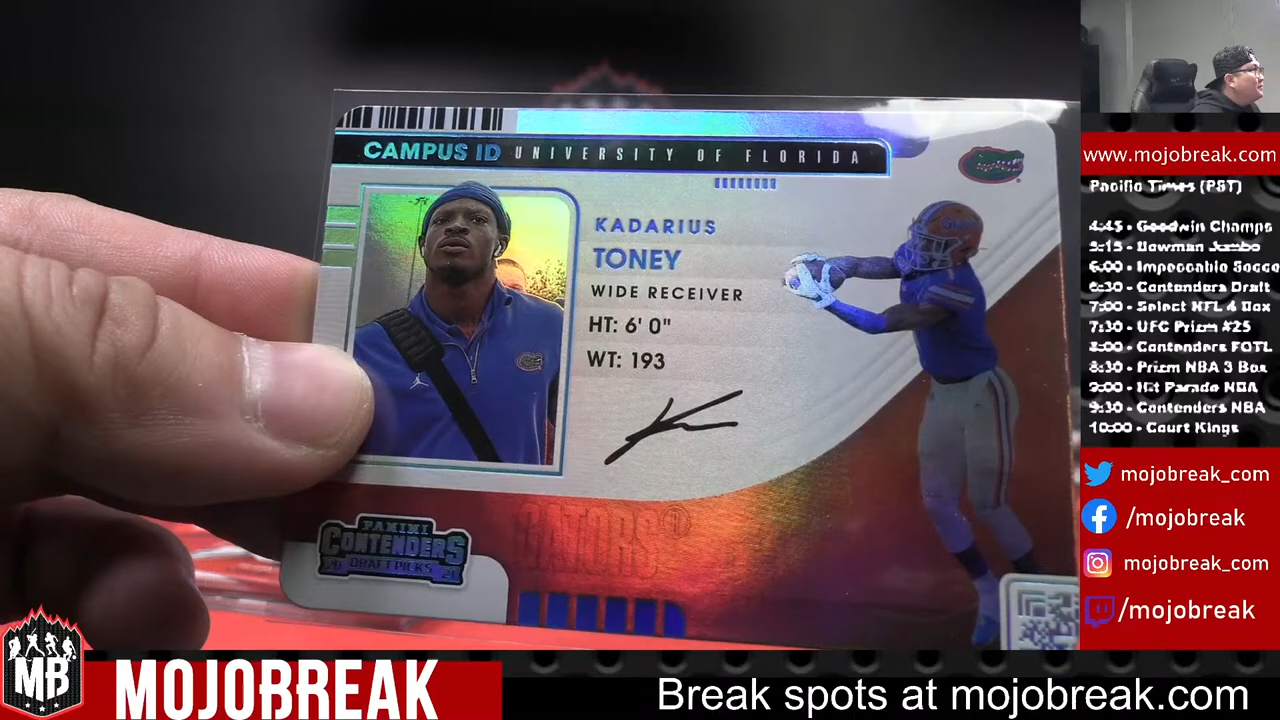 CAMPUS ID UNIVERSITY OF FLORIDA
KADARIUS
TONEY
WIDE RECEIVER
HT: 6' 0"
WT: 193
GATORS®
PANINI
CONTENDERS
20 DRAFT PICKS 21
www.mojobreak.com
Pacific Times (PST)
4:45 - Goodwin Champs
5:15 - Bowman Jumbo
6:00 - Impeccable Socce
6:30 - Contenders Draft
7:00 - Select NFL 4 Box
7:30 - UFC Prizm #25
8:00 - Contenders FOTL
8:30 - Prizm NBA 3 Box
9:00 - Hit Parade NBA
9:30 - Contenders NBA
10:00 - Court Kings
mojobreak_com
/mojobreak
mojobreak_com
/mojobreak
MB
MOJOBREAK
Break spots at mojobreak.com